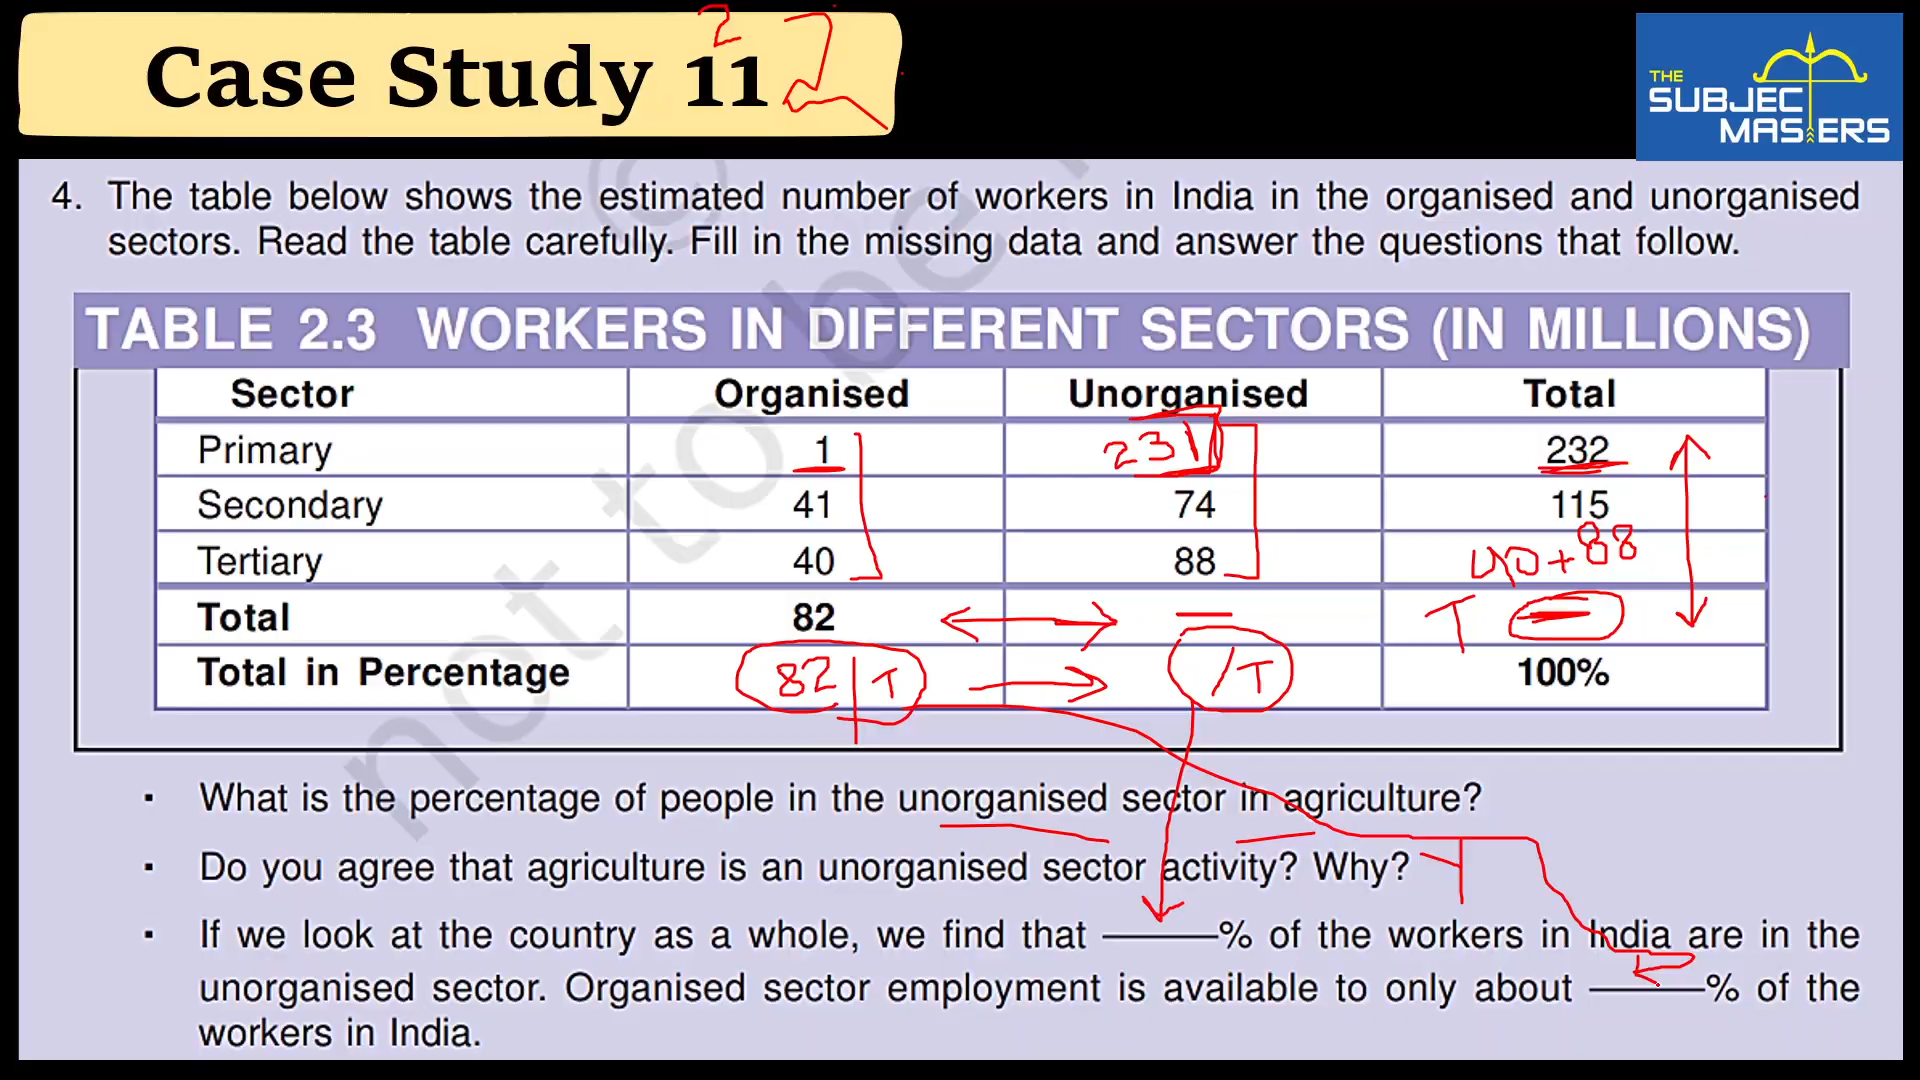 Case Study 11
2
THE
SUBJECT
MASTERS
4. The table below shows the estimated number of workers in India in the organised and unorganised
sectors. Read the table carefully. Fill in the missing data and answer the questions that follow.
TABLE 2.3 WORKERS IN DIFFERENT SECTORS (IN MILLIONS)
Sector Organised Unorganised Total
Primary 1 231 232
Secondary 41 74 115
Tertiary 40 88 40+88
Total 82 — T —
Total in Percentage 82|T /T 100%
▪ What is the percentage of people in the unorganised sector in agriculture?
▪ Do you agree that agriculture is an unorganised sector activity? Why?
▪ If we look at the country as a whole, we find that ———% of the workers in India are in the
unorganised sector. Organised sector employment is available to only about ———% of the
workers in India.
© not to be